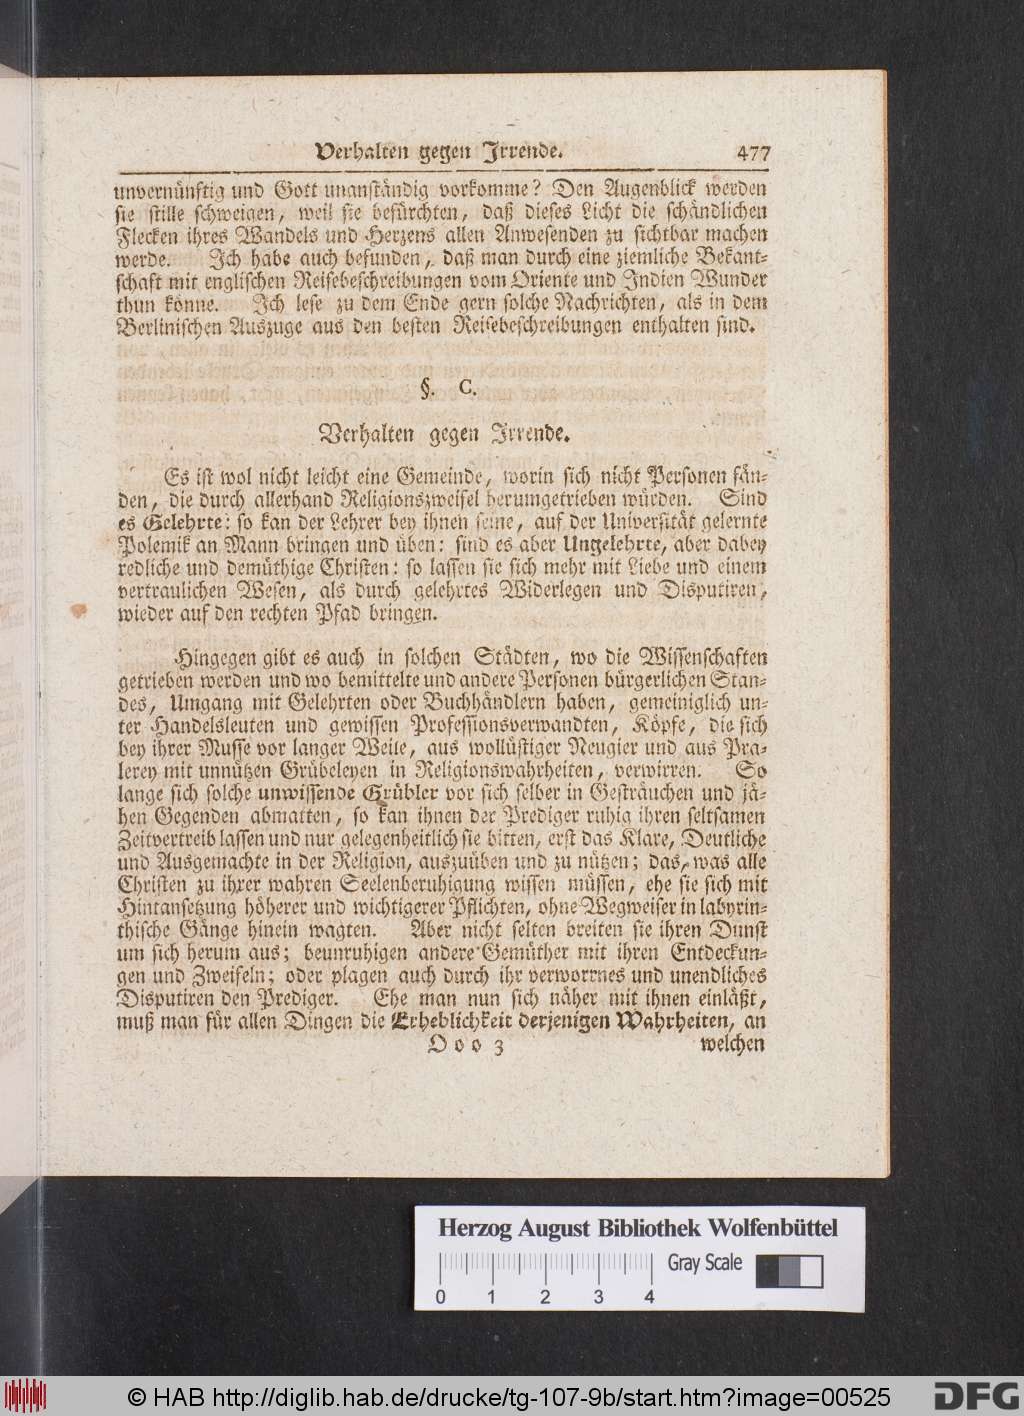 Verhalten gegen Irrende. 477
unvernünftig und Gott unanständig vorkomme? Den Augenblick werden
sie stille schweigen, weil sie befürchten, daß dieses Licht die schändlichen
Flecken ihres Wandels und Herzens allen Anwesenden zu sichtbar machen
werde. Ich habe auch befunden, daß man durch eine ziemliche Bekant-
schaft mit englischen Reisebeschreibungen vom Oriente und Indien Wunder
thun könne. Ich lese zu dem Ende gern solche Nachrichten, als in dem
Berlinischen Auszuge aus den besten Reisebeschreibungen enthalten sind.
§. C.
Verhalten gegen Irrende.
Es ist wol nicht leicht eine Gemeinde, worin sich nicht Personen fän-
den, die durch allerhand Religionszweifel herumgetrieben würden. Sind
es Gelehrte: so kan der Lehrer bey ihnen seine, auf der Universität gelernte
Polemik an Mann bringen und üben: sind es aber Ungelehrte, aber dabey
redliche und demüthige Christen: so lassen sie sich mehr mit Liebe und einem
vertraulichen Wesen, als durch gelehrtes Widerlegen und Disputiren,
wieder auf den rechten Pfad bringen.
Hingegen gibt es auch in solchen Städten, wo die Wissenschaften
getrieben werden und wo bemittelte und andere Personen bürgerlichen Stan-
des, Umgang mit Gelehrten oder Buchhändlern haben, gemeiniglich un-
ter Handelsleuten und gewissen Professionsverwandten, Köpfe, die sich
bey ihrer Musse vor langer Weile, aus wollüstiger Neugier und aus Pra-
lerey mit unnützen Grübeleyen in Religionswahrheiten, verwirren. So
lange sich solche unwissende Grübler vor sich selber in Gesträuchen und jä-
hen Gegenden abmatten, so kan ihnen der Prediger ruhig ihren seltsamen
Zeitvertreib lassen und nur gelegenheitlich sie bitten, erst das Klare, Deutliche
und Ausgemachte in der Religion, auszuüben und zu nützen; das, was alle
Christen zu ihrer wahren Seelenberuhigung wissen müssen, ehe sie sich mit
Hintansetzung höherer und wichtigerer Pflichten, ohne Wegweiser in labyrin-
thische Gänge hinein wagten. Aber nicht selten breiten sie ihren Dunst
um sich herum aus; beunruhigen andere Gemüther mit ihren Entdeckun-
gen und Zweifeln; oder plagen auch durch ihr verworrnes und unendliches
Disputiren den Prediger. Ehe man nun sich näher mit ihnen einläßt,
muß man für allen Dingen die Erheblichkeit derjenigen Wahrheiten, an
Ooo 3 welchen
Herzog August Bibliothek Wolfenbüttel
Gray Scale
0 1 2 3 4
© HAB http://diglib.hab.de/drucke/tg-107-9b/start.htm?image=00525
DFG